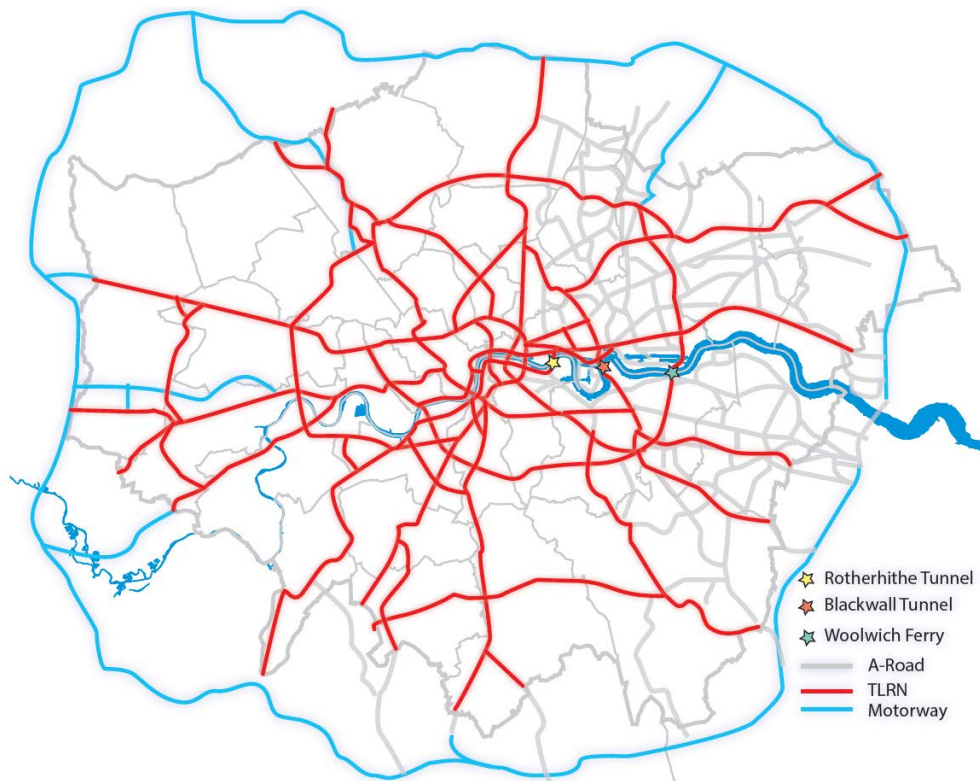 Rotherhithe Tunnel
Blackwall Tunnel
Woolwich Ferry
A-Road
TLRN
Motorway